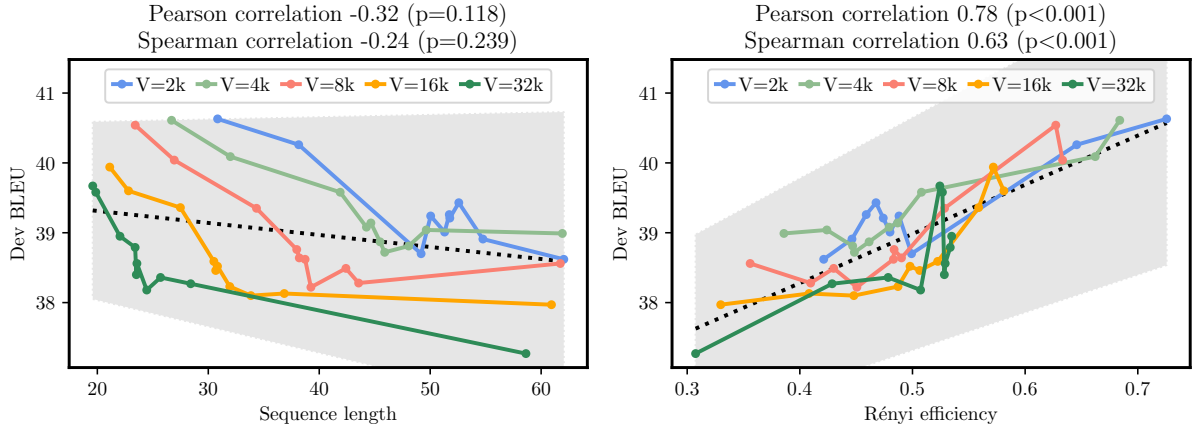 Pearson correlation -0.32 (p=0.118)
Spearman correlation -0.24 (p=0.239)
V=2k V=4k V=8k V=16k V=32k
41
40
39
38
Dev BLEU
20 30 40 50 60
Sequence length
Pearson correlation 0.78 (p<0.001)
Spearman correlation 0.63 (p<0.001)
V=2k V=4k V=8k V=16k V=32k
41
40
39
38
Dev BLEU
0.3 0.4 0.5 0.6 0.7
Rényi efficiency